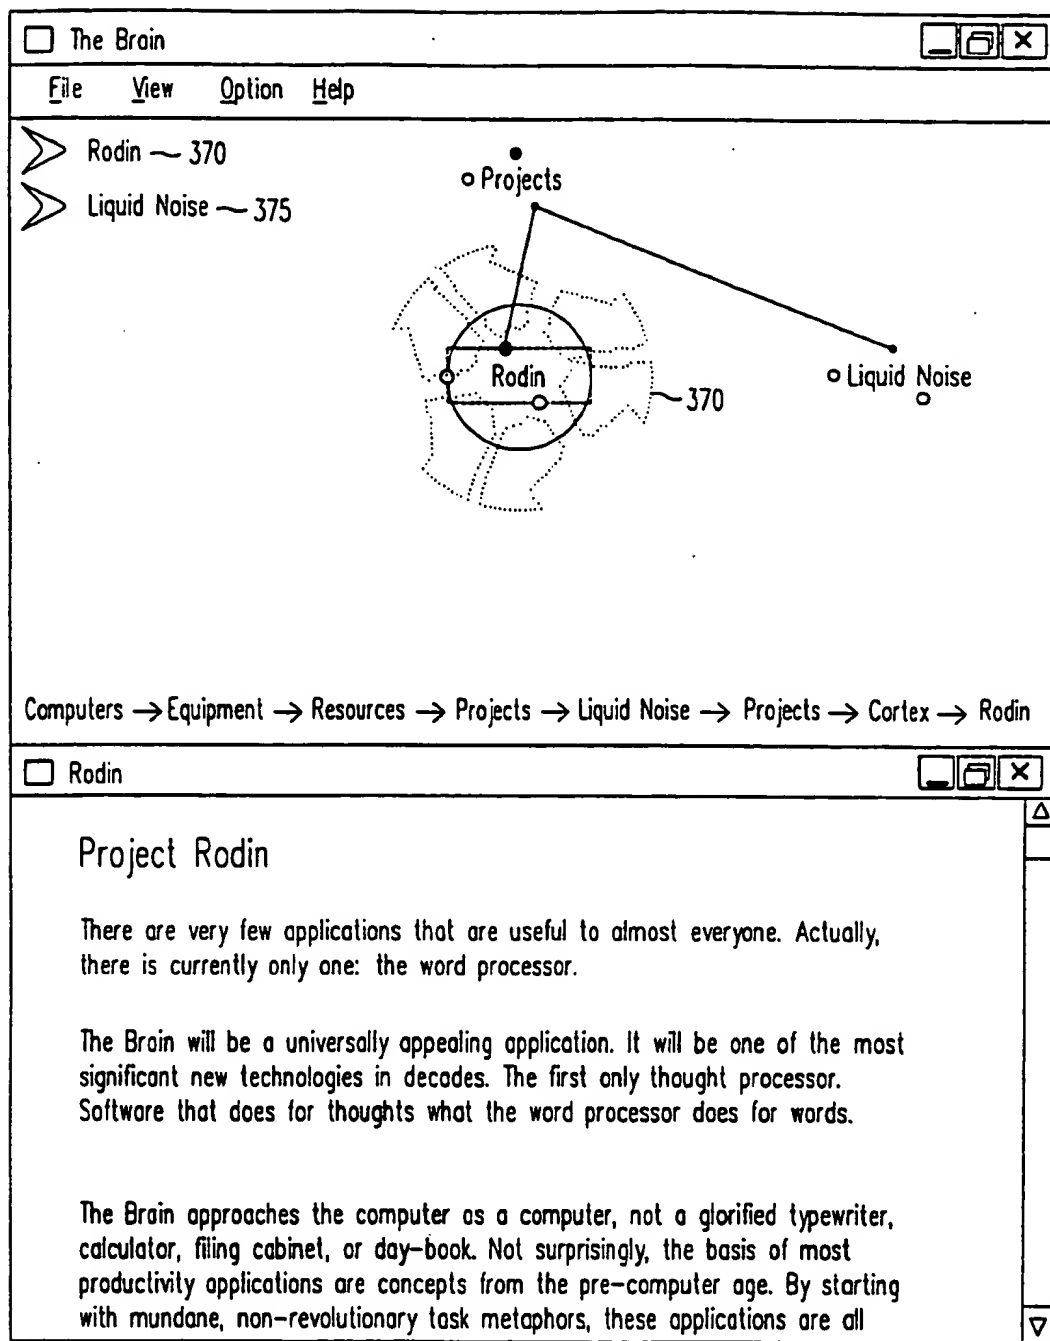 The Brain
File View Option Help
Rodin 370
Liquid Noise 375
Projects
Rodin
Liquid Noise
370
Computers → Equipment → Resources → Projects → Liquid Noise → Projects → Cortex → Rodin
Rodin
Project Rodin
There are very few applications that are useful to almost everyone. Actually,
there is currently only one: the word processor.
The Brain will be a universally appealing application. It will be one of the most
significant new technologies in decades. The first only thought processor.
Software that does for thoughts what the word processor does for words.
The Brain approaches the computer as a computer, not a glorified typewriter,
calculator, filing cabinet, or day-book. Not surprisingly, the basis of most
productivity applications are concepts from the pre-computer age. By starting
with mundane, non-revolutionary task metaphors, these applications are all